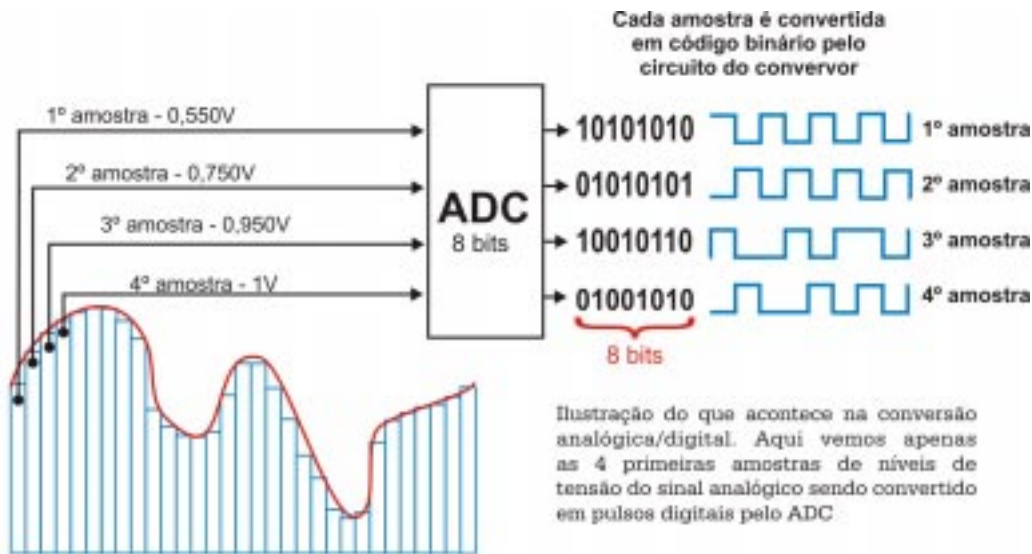 Cada amostra é convertida
em código binário pelo
circuito do convervor
1º amostra - 0,550V
2º amostra - 0,750V
3º amostra - 0,950V
4º amostra - 1V
ADC
8 bits
10101010
1º amostra
01010101
2º amostra
10010110
3º amostra
01001010
4º amostra
8 bits
Ilustração do que acontece na conversão
analógica/digital. Aqui vemos apenas
as 4 primeiras amostras de níveis de
tensão do sinal analógico sendo convertido
em pulsos digitais pelo ADC